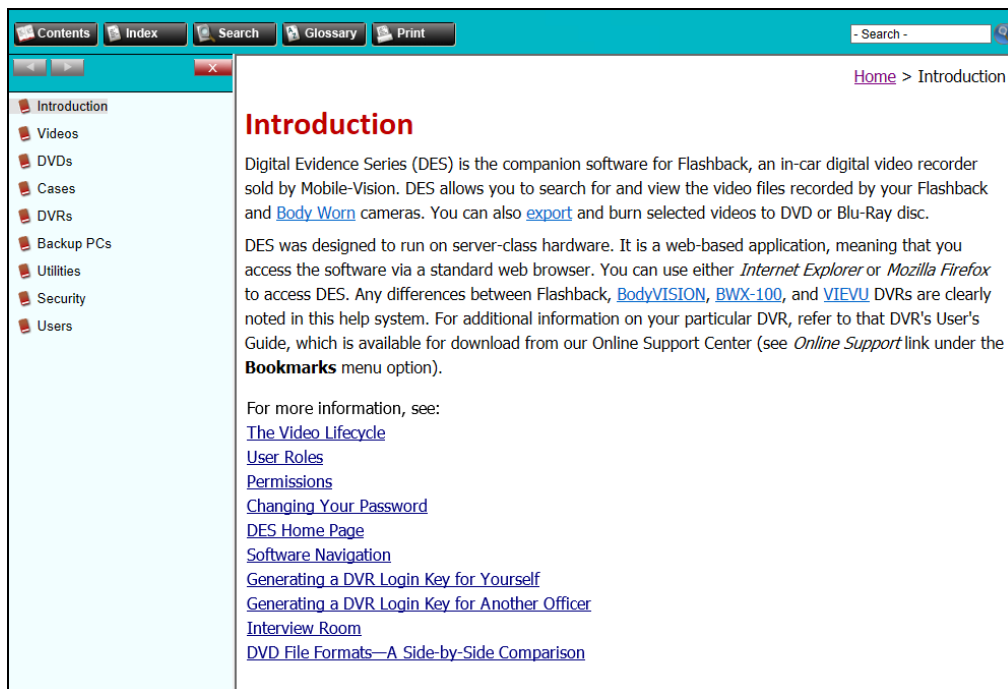 Contents Index Search Glossary Print - Search -
X
Home > Introduction
Introduction
Videos
DVDs
Cases
DVRs
Backup PCs
Utilities
Security
Users
Introduction
Digital Evidence Series (DES) is the companion software for Flashback, an in-car digital video recorder
sold by Mobile-Vision. DES allows you to search for and view the video files recorded by your Flashback
and Body Worn cameras. You can also export and burn selected videos to DVD or Blu-Ray disc.
DES was designed to run on server-class hardware. It is a web-based application, meaning that you
access the software via a standard web browser. You can use either Internet Explorer or Mozilla Firefox
to access DES. Any differences between Flashback, BodyVISION, BWX-100, and VIEVU DVRs are clearly
noted in this help system. For additional information on your particular DVR, refer to that DVR's User's
Guide, which is available for download from our Online Support Center (see Online Support link under the
Bookmarks menu option).
For more information, see:
The Video Lifecycle
User Roles
Permissions
Changing Your Password
DES Home Page
Software Navigation
Generating a DVR Login Key for Yourself
Generating a DVR Login Key for Another Officer
Interview Room
DVD File Formats—A Side-by-Side Comparison